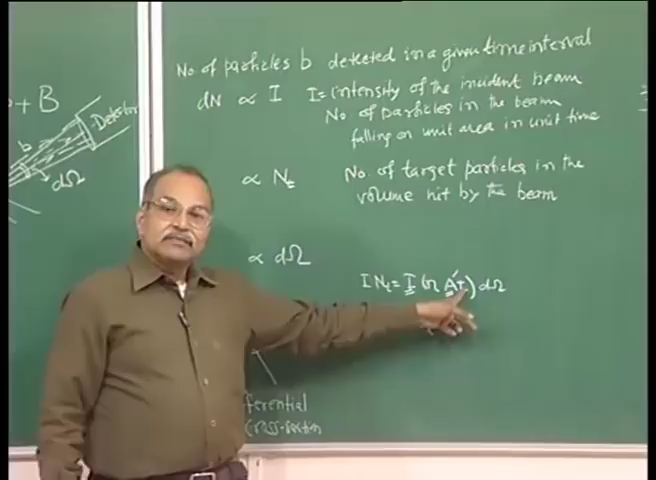 + B
Detector
b
dΩ
No. of particles b detected in a given time interval
dN ∝ I I = intensity of the incident beam
No of particles in the beam
falling on unit area in unit time
∝ Nt No. of target particles in the
volume hit by the beam
∝ dΩ
I Nt = I (n A't) dΩ
ferential
cross-section